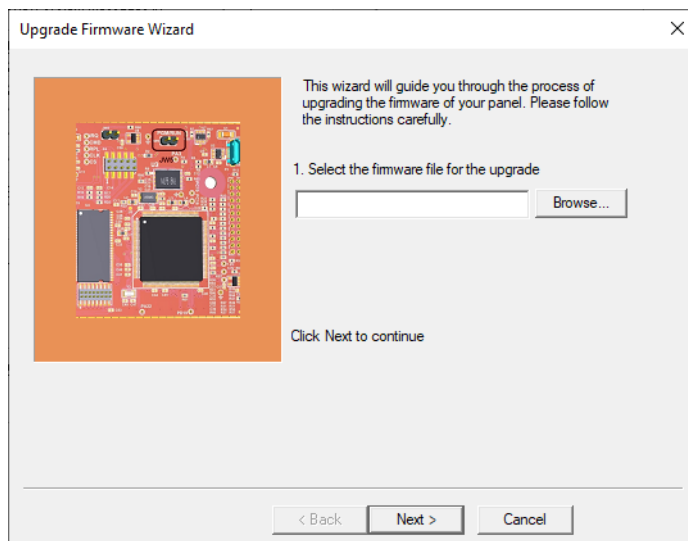 Upgrade Firmware Wizard
This wizard will guide you through the process of
upgrading the firmware of your panel. Please follow
the instructions carefully.
1. Select the firmware file for the upgrade
Browse...
Click Next to continue
< Back
Next >
Cancel